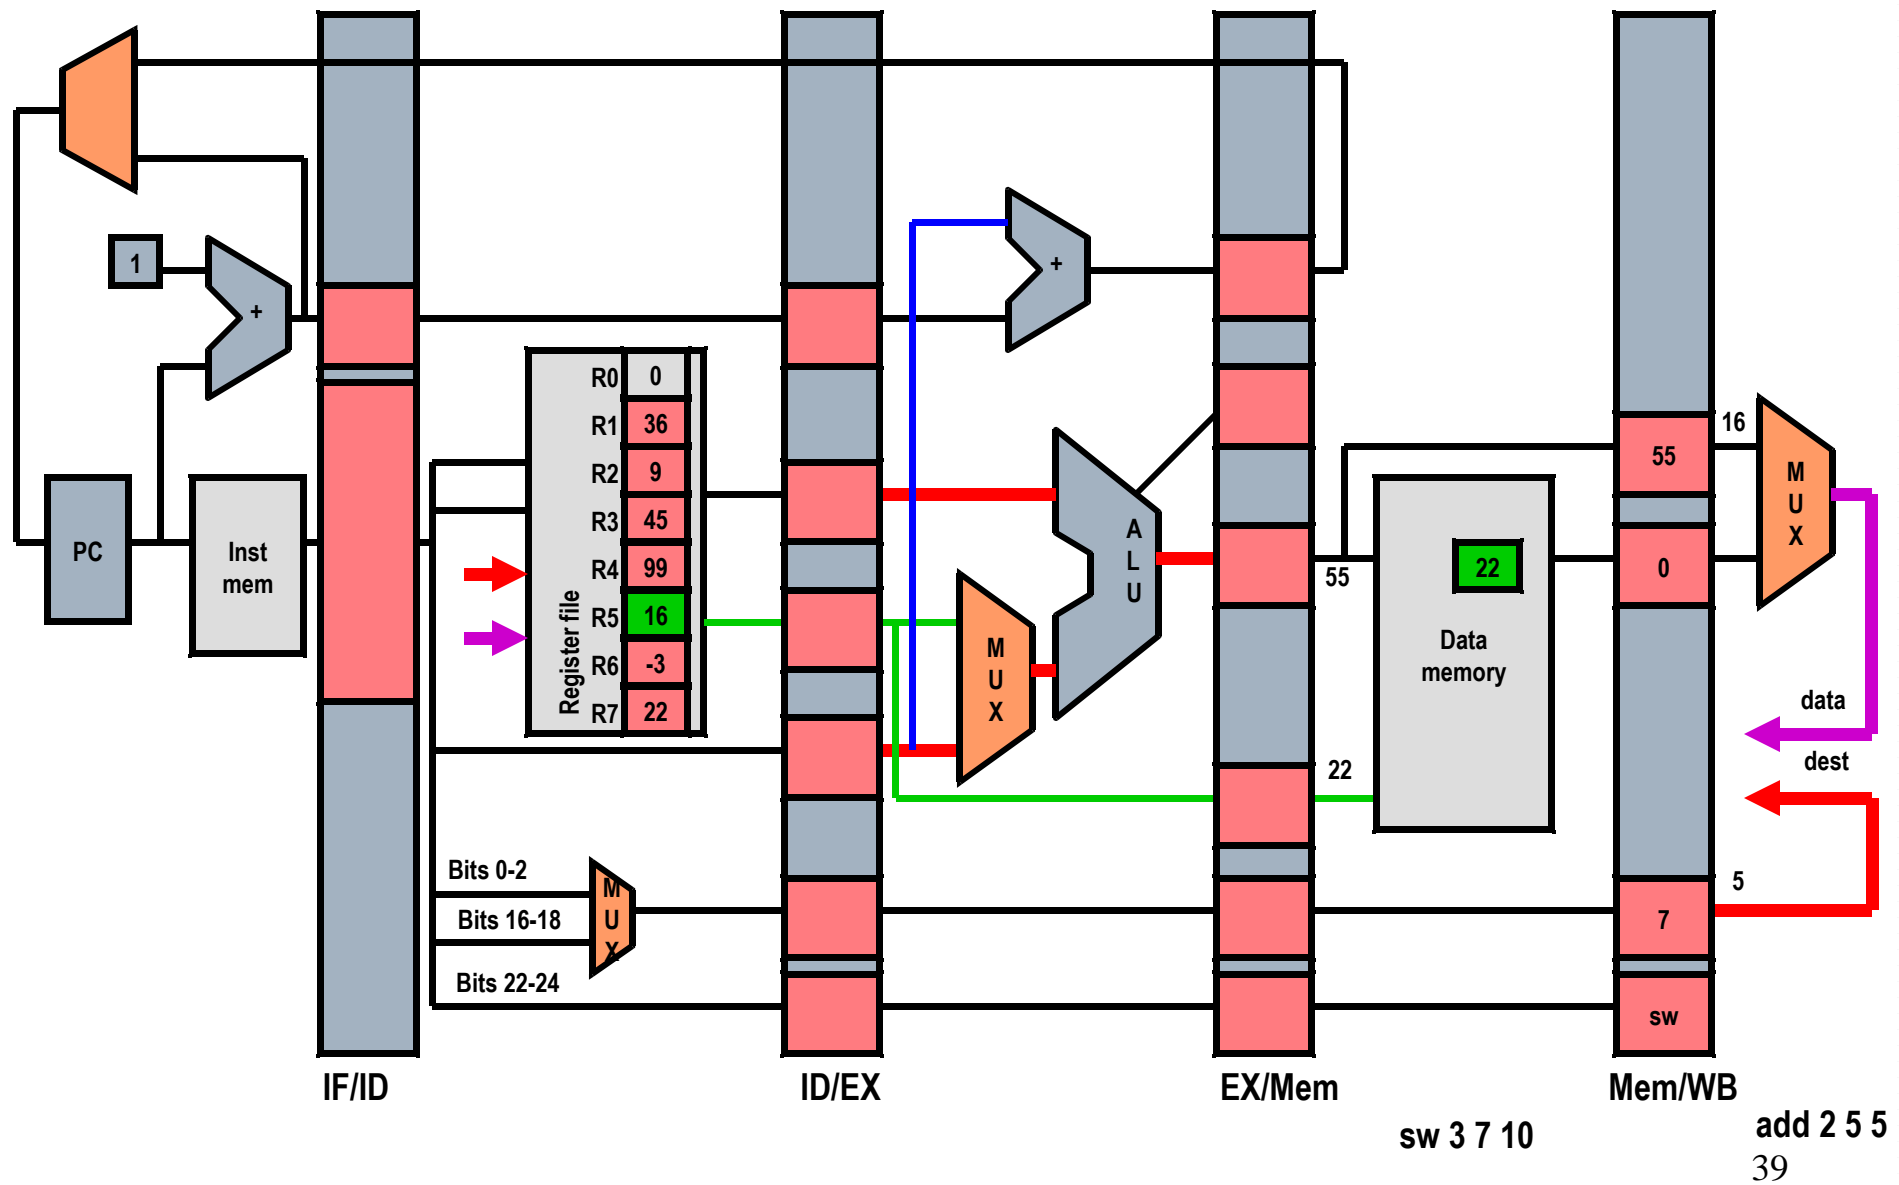 1
+
+
R0 0
R1 36
R2 9
R3 45
R4 99
R5 16
R6 -3
R7 22
Register file
PC
Inst
mem
A
L
U
M
U
X
M
U
X
16
55
0
55
22
Data
memory
22
data
dest
5
7
sw
Bits 0-2
Bits 16-18
Bits 22-24
M
U
X
IF/ID
ID/EX
EX/Mem
Mem/WB
sw 3 7 10
add 2 5 5
39